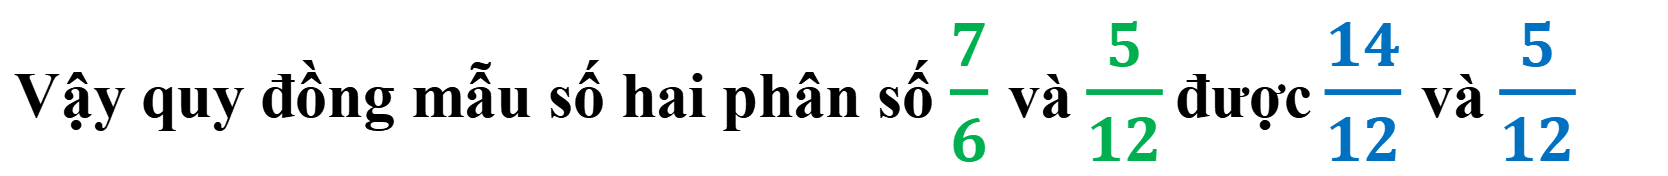 Vậy quy đồng mẫu số hai phân số 7/6 và 5/12 được 14/12 và 5/12